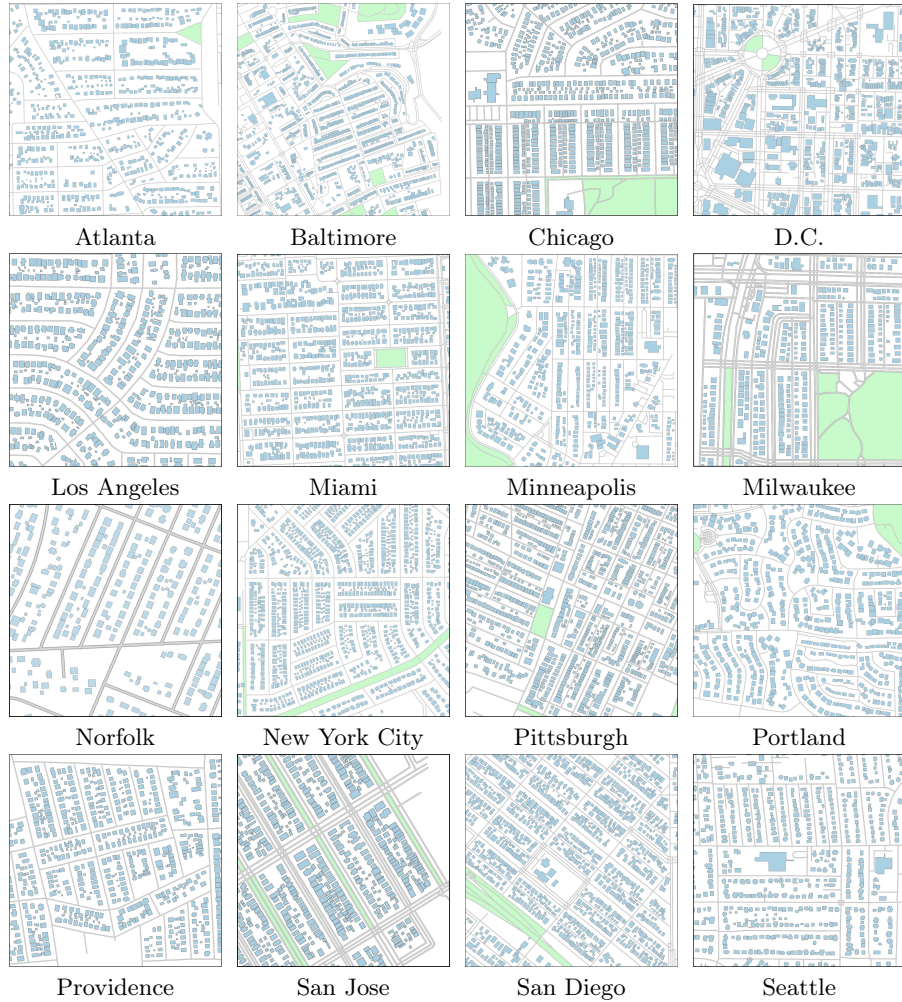 Atlanta
Baltimore
Chicago
D.C.
Los Angeles
Miami
Minneapolis
Milwaukee
Norfolk
New York City
Pittsburgh
Portland
Providence
San Jose
San Diego
Seattle